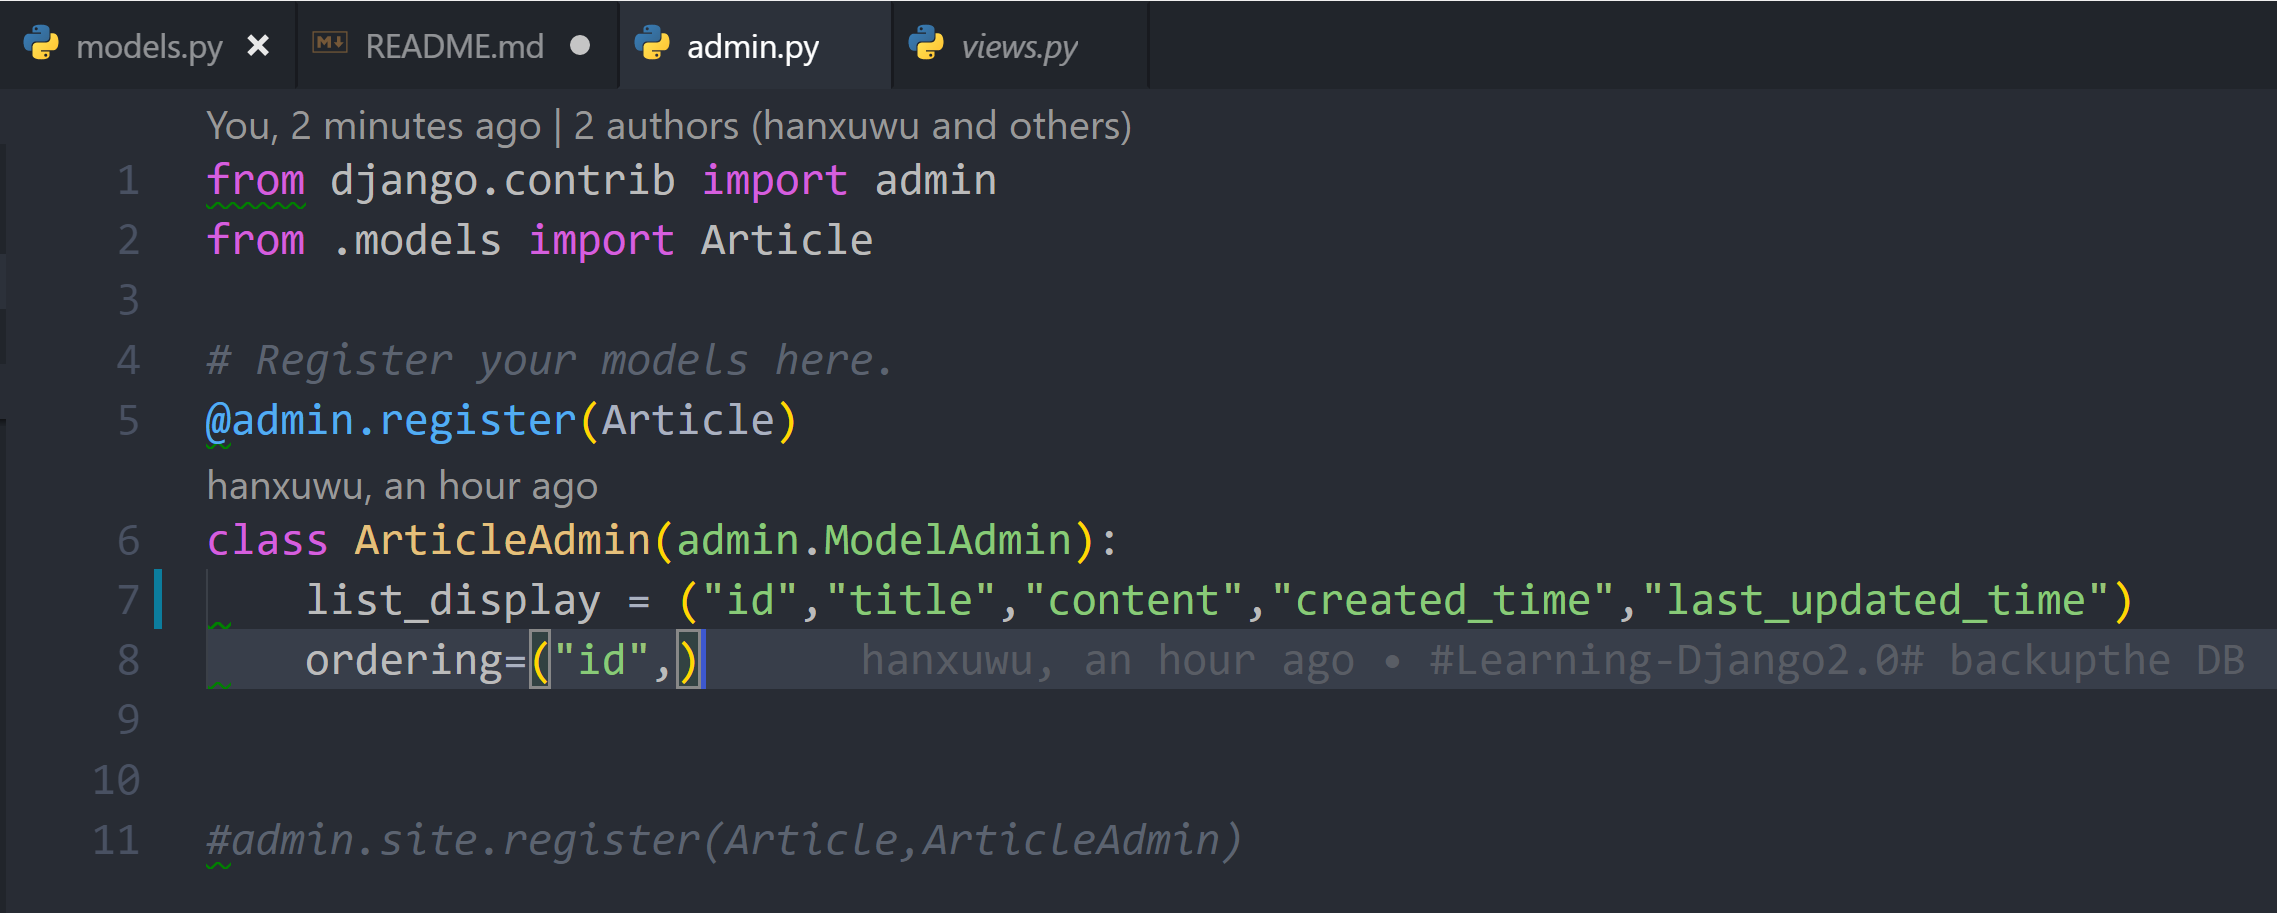 models.py × README.md ● admin.py views.py
You, 2 minutes ago | 2 authors (hanxuwu and others)
1 from django.contrib import admin
2 from .models import Article
3
4 # Register your models here.
5 @admin.register(Article)
hanxuwu, an hour ago
6 class ArticleAdmin(admin.ModelAdmin):
7     list_display = ("id","title","content","created_time","last_updated_time")
8     ordering=("id",) hanxuwu, an hour ago • #Learning-Django2.0# backupthe DB
9
10
11 #admin.site.register(Article,ArticleAdmin)